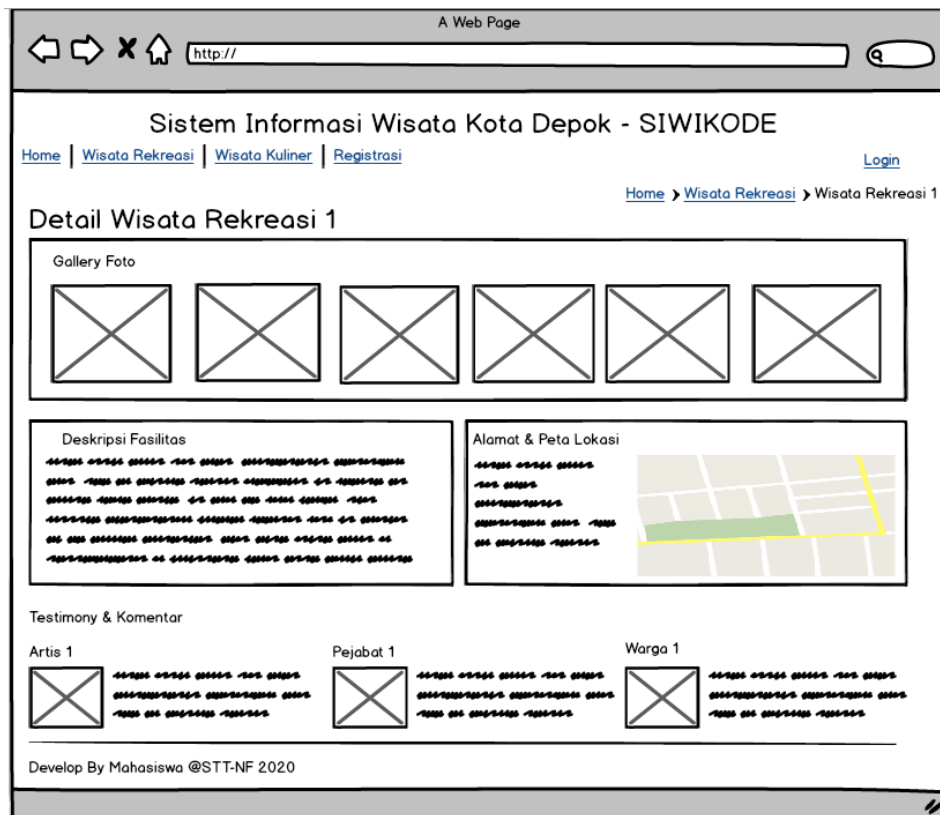 A Web Page
http://
Sistem Informasi Wisata Kota Depok - SIWIKODE
Home | Wisata Rekreasi | Wisata Kuliner | Registrasi
Login
Home > Wisata Rekreasi > Wisata Rekreasi 1
Detail Wisata Rekreasi 1
Gallery Foto
Deskripsi Fasilitas
Alamat & Peta Lokasi
Testimony & Komentar
Artis 1
Pejabat 1
Warga 1
Develop By Mahasiswa @STT-NF 2020